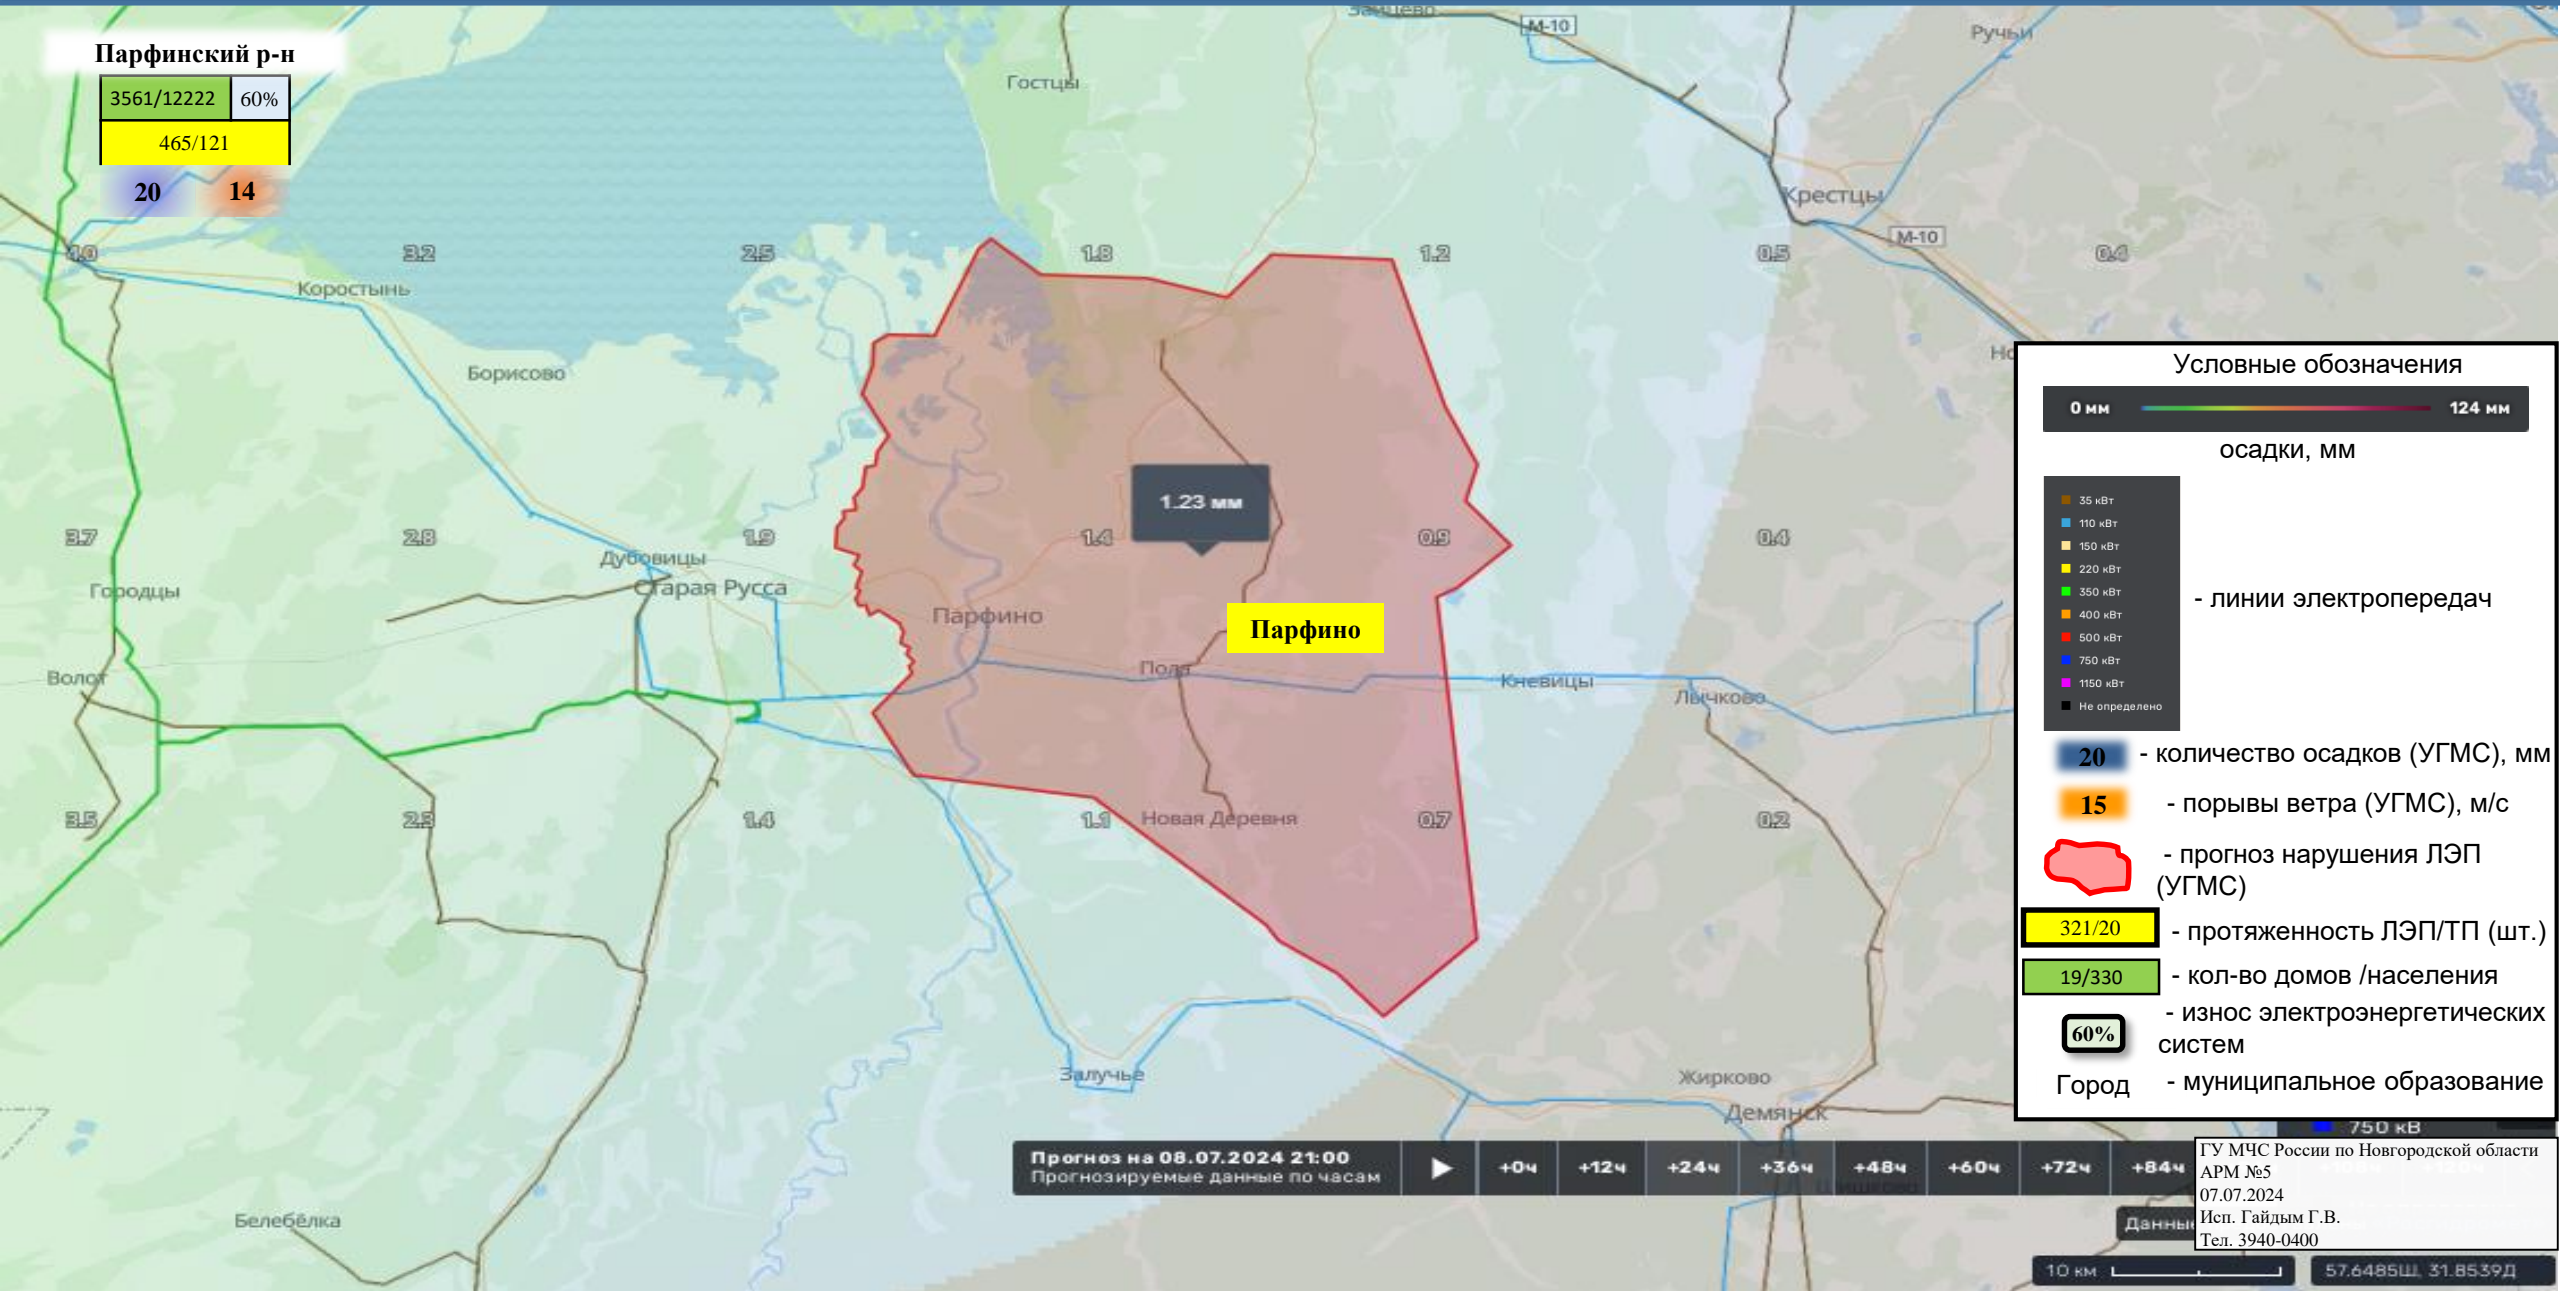 Зайцево
М-10
Ручьи
Парфинский р-н
3561/12222 60%
465/121
20 14
Гостцы
Крестцы
М-10
4.0 3.2 2.5 1.8 1.2 0.5 0.4
Коростынь
Борисово
1.23 мм
3.7 2.8 1.9 1.4 0.9 0.4
Дубовицы
Старая Русса
Городцы
Парфино
Парфино
Волот
Пола
Кневицы
Лычково
3.5 2.3 1.4 1.1 0.7 0.2
Новая Деревня
Залучье
Жирково
Демянск
Белебёлка
Условные обозначения
0 мм 124 мм
осадки, мм
35 кВт
110 кВт
150 кВт
220 кВт
350 кВт
400 кВт
500 кВт
750 кВт
1150 кВт
Не определено
- линии электропередач
20 - количество осадков (УГМС), мм
15 - порывы ветра (УГМС), м/с
- прогноз нарушения ЛЭП
(УГМС)
321/20 - протяженность ЛЭП/ТП (шт.)
19/330 - кол-во домов /населения
60% - износ электроэнергетических
систем
Город - муниципальное образование
750 кВ
Прогноз на 08.07.2024 21:00
Прогнозируемые данные по часам
+0ч +12ч +24ч +36ч +48ч +60ч +72ч +84ч
ГУ МЧС России по Новгородской области
АРМ №5
07.07.2024
Исп. Гайдым Г.В.
Тел. 3940-0400
Данные
10 км
57.6485Ш, 31.8539Д